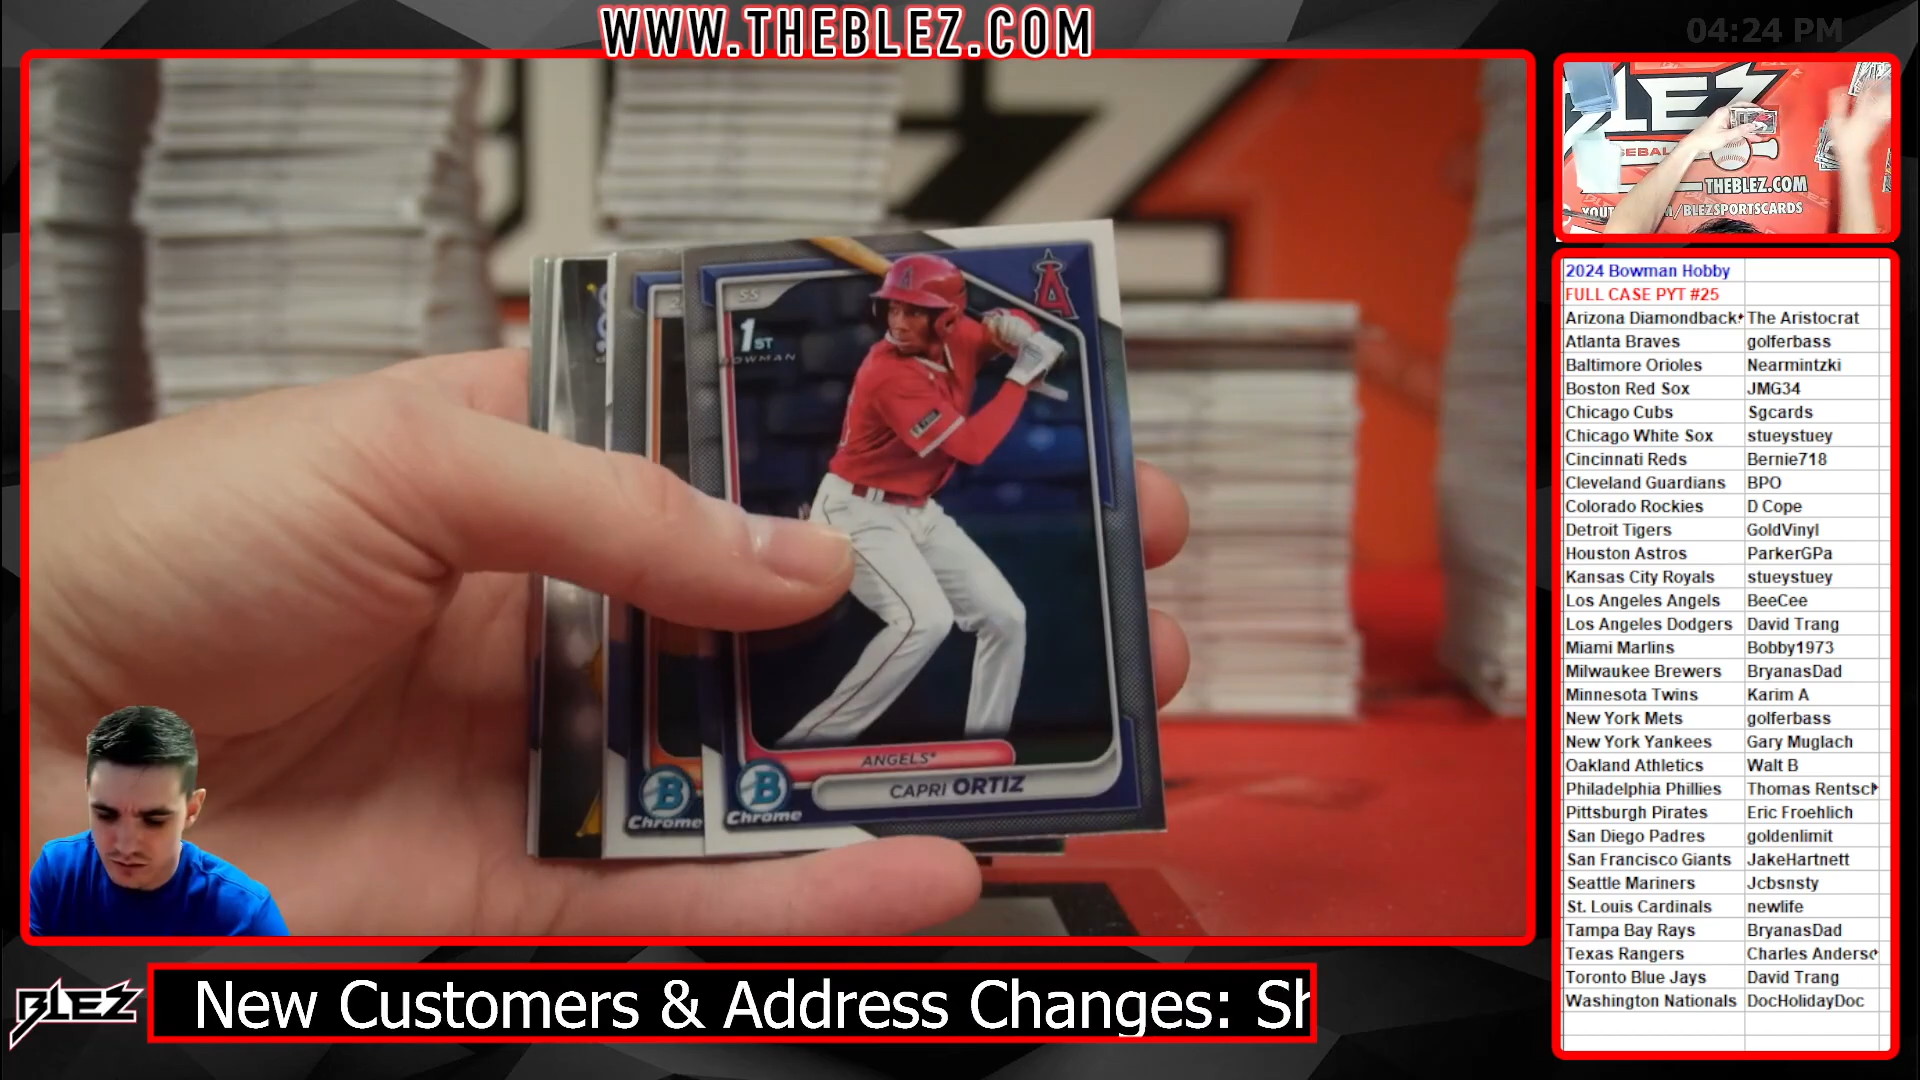 WWW.THEBLEZ.COM
04:24 PM
BLEZ
THEBLEZ.COM
/BLEZSPORTSCARDS
1ST
BOWMAN
A
ANGELS
CAPRI ORTIZ
B
Chrome
B
Chrome
2024 Bowman Hobby
FULL CASE PYT #25
Arizona Diamondback The Aristocrat
Atlanta Braves golferbass
Baltimore Orioles Nearmintzki
Boston Red Sox JMG34
Chicago Cubs Sgcards
Chicago White Sox stueystuey
Cincinnati Reds Bernie718
Cleveland Guardians BPO
Colorado Rockies D Cope
Detroit Tigers GoldVinyl
Houston Astros ParkerGPa
Kansas City Royals stueystuey
Los Angeles Angels BeeCee
Los Angeles Dodgers David Trang
Miami Marlins Bobby1973
Milwaukee Brewers BryanasDad
Minnesota Twins Karim A
New York Mets golferbass
New York Yankees Gary Muglach
Oakland Athletics Walt B
Philadelphia Phillies Thomas Rentscl
Pittsburgh Pirates Eric Froehlich
San Diego Padres goldenlimit
San Francisco Giants JakeHartnett
Seattle Mariners Jcbsnsty
St. Louis Cardinals newlife
Tampa Bay Rays BryanasDad
Texas Rangers Charles Anders
Toronto Blue Jays David Trang
Washington Nationals DocHolidayDoc
BLEZ
New Customers & Address Changes: Sh